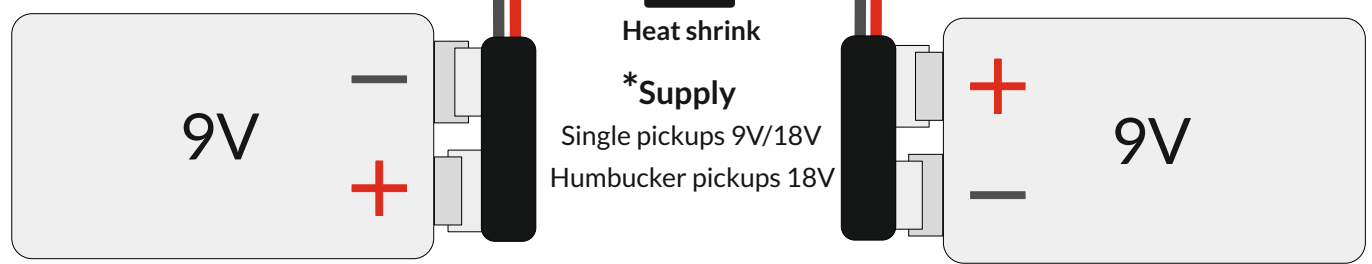 Heat shrink
*Supply
Single pickups 9V/18V
Humbucker pickups 18V
9V
−
+
9V
+
−